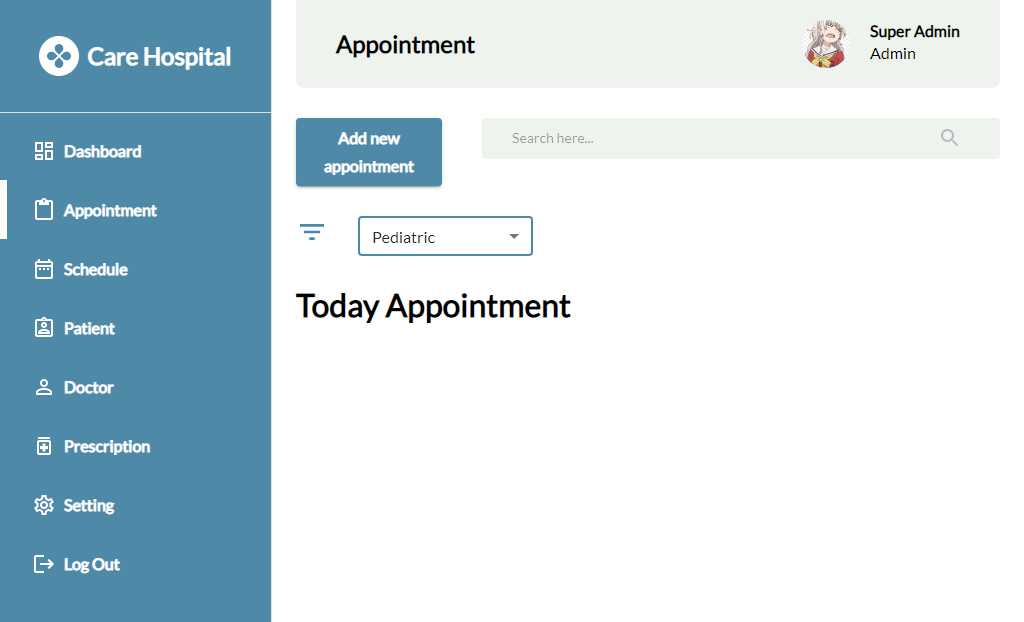 Care Hospital
Dashboard
Appointment
Schedule
Patient
Doctor
Prescription
Setting
Log Out
Appointment
Super Admin
Admin
Add new
appointment
Search here...
Pediatric
Today Appointment